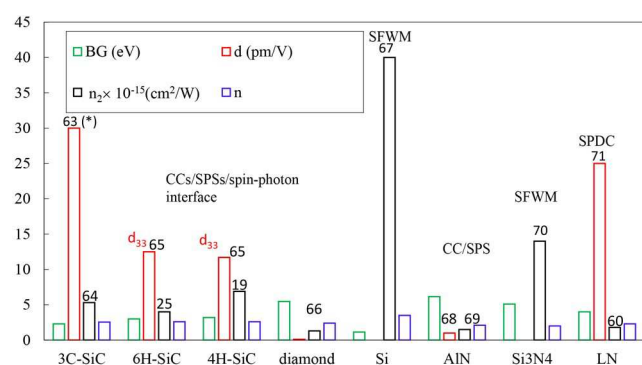 45
40
35
30
25
20
15
10
5
0
BG (eV)
d (pm/V)
n₂× 10⁻¹⁵(cm²/W)
n
SFWM
67
63 (*)
CCs/SPSs/spin-photon
interface
SPDC
71
SFWM
70
d₃₃ 65
d₃₃ 65
CC/SPS
64
25
19
66
68
69
60
3C-SiC
6H-SiC
4H-SiC
diamond
Si
AlN
Si3N4
LN